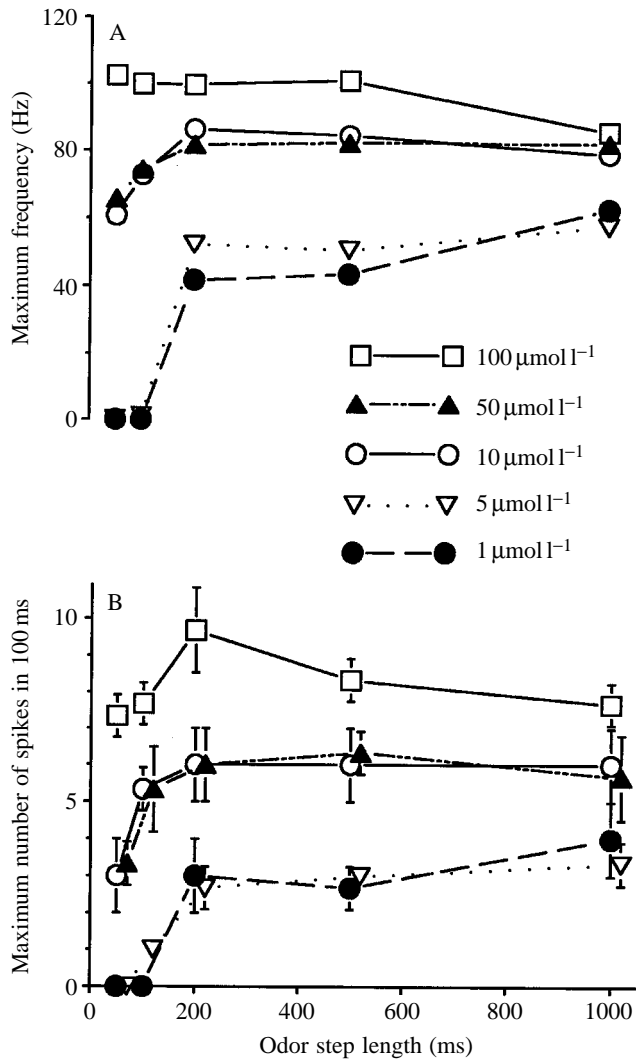 120
A
80
40
0
Maximum frequency (Hz)
100 μmol l⁻¹
50 μmol l⁻¹
10 μmol l⁻¹
5 μmol l⁻¹
1 μmol l⁻¹
B
10
5
0
Maximum number of spikes in 100 ms
0 200 400 600 800 1000
Odor step length (ms)